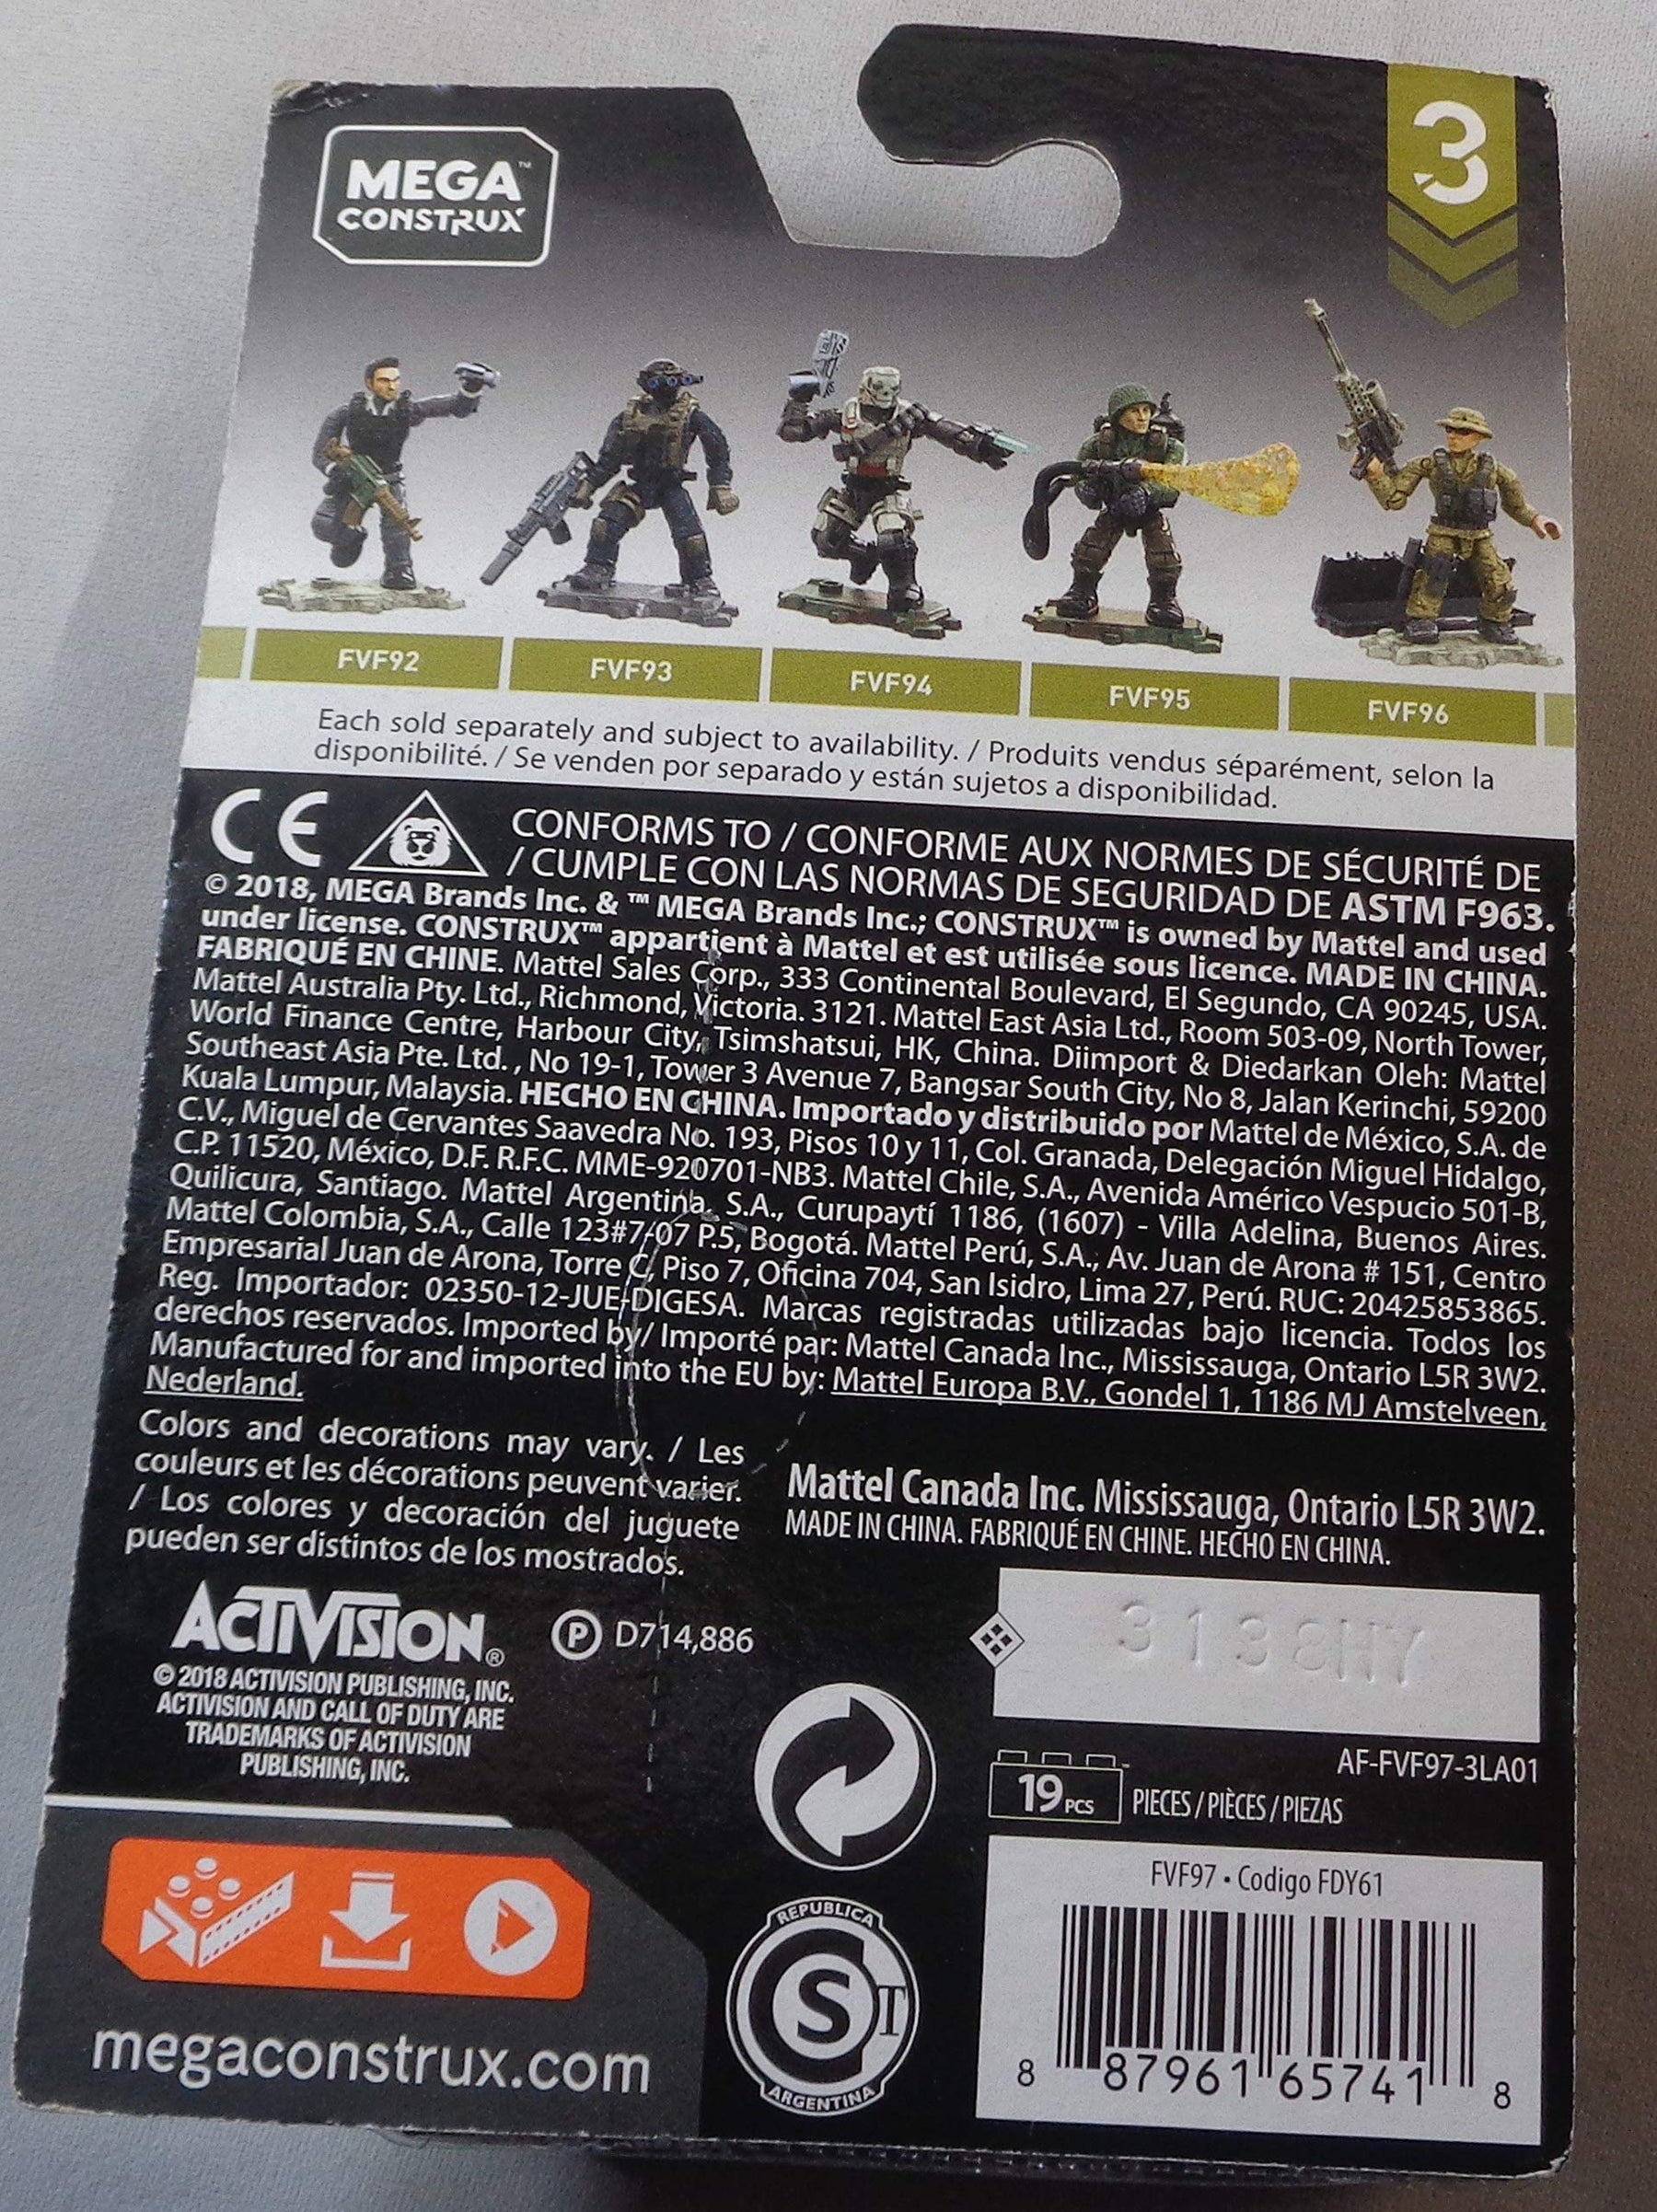 MEGA™
CONSTRUX
3
FVF92
FVF93
FVF94
FVF95
FVF96
Each sold separately and subject to availability. / Produits vendus séparément, selon la
disponibilité. / Se venden por separado y están sujetos a disponibilidad.
CE
CONFORMS TO / CONFORME AUX NORMES DE SÉCURITÉ DE
/ CUMPLE CON LAS NORMAS DE SEGURIDAD DE ASTM F963.
© 2018, MEGA Brands Inc. & ™ MEGA Brands Inc.; CONSTRUX™ is owned by Mattel and used
under license. CONSTRUX™ appartient à Mattel et est utilisée sous licence. MADE IN CHINA.
FABRIQUÉ EN CHINE. Mattel Sales Corp., 333 Continental Boulevard, El Segundo, CA 90245, USA.
Mattel Australia Pty. Ltd., Richmond, Victoria. 3121. Mattel East Asia Ltd., Room 503-09, North Tower,
World Finance Centre, Harbour City, Tsimshatsui, HK, China. Diimport & Diedarkan Oleh: Mattel
Southeast Asia Pte. Ltd., No 19-1, Tower 3 Avenue 7, Bangsar South City, No 8, Jalan Kerinchi, 59200
Kuala Lumpur, Malaysia. HECHO EN CHINA. Importado y distribuido por Mattel de México, S.A. de
C.V., Miguel de Cervantes Saavedra No. 193, Pisos 10 y 11, Col. Granada, Delegación Miguel Hidalgo,
C.P. 11520, México, D.F. R.F.C. MME-920701-NB3. Mattel Chile, S.A., Avenida Américo Vespucio 501-B,
Quilicura, Santiago. Mattel Argentina, S.A., Curupaytí 1186, (1607) - Villa Adelina, Buenos Aires.
Mattel Colombia, S.A., Calle 123#7-07 P.5, Bogotá. Mattel Perú, S.A., Av. Juan de Arona # 151, Centro
Empresarial Juan de Arona, Torre C, Piso 7, Oficina 704, San Isidro, Lima 27, Perú. RUC: 20425853865.
Reg. Importador: 02350-12-JUE-DIGESA. Marcas registradas utilizadas bajo licencia. Todos los
derechos reservados. Imported by/ Importé par: Mattel Canada Inc., Mississauga, Ontario L5R 3W2.
Manufactured for and imported into the EU by: Mattel Europa B.V., Gondel 1, 1186 MJ Amstelveen,
Nederland.
Colors and decorations may vary. / Les
couleurs et les décorations peuvent varier.
/ Los colores y decoración del juguete
pueden ser distintos de los mostrados.
Mattel Canada Inc. Mississauga, Ontario L5R 3W2.
MADE IN CHINA. FABRIQUÉ EN CHINE. HECHO EN CHINA.
ACTIVISION®
Ⓟ D714,886
© 2018 ACTIVISION PUBLISHING, INC.
ACTIVISION AND CALL OF DUTY ARE
TRADEMARKS OF ACTIVISION
PUBLISHING, INC.
AF-FVF97-3LA01
19 PCS PIECES / PIÈCES / PIEZAS
FVF97 • Codigo FDY61
8 87961 65741 8
REPUBLICA
S T
ARGENTINA
megaconstrux.com